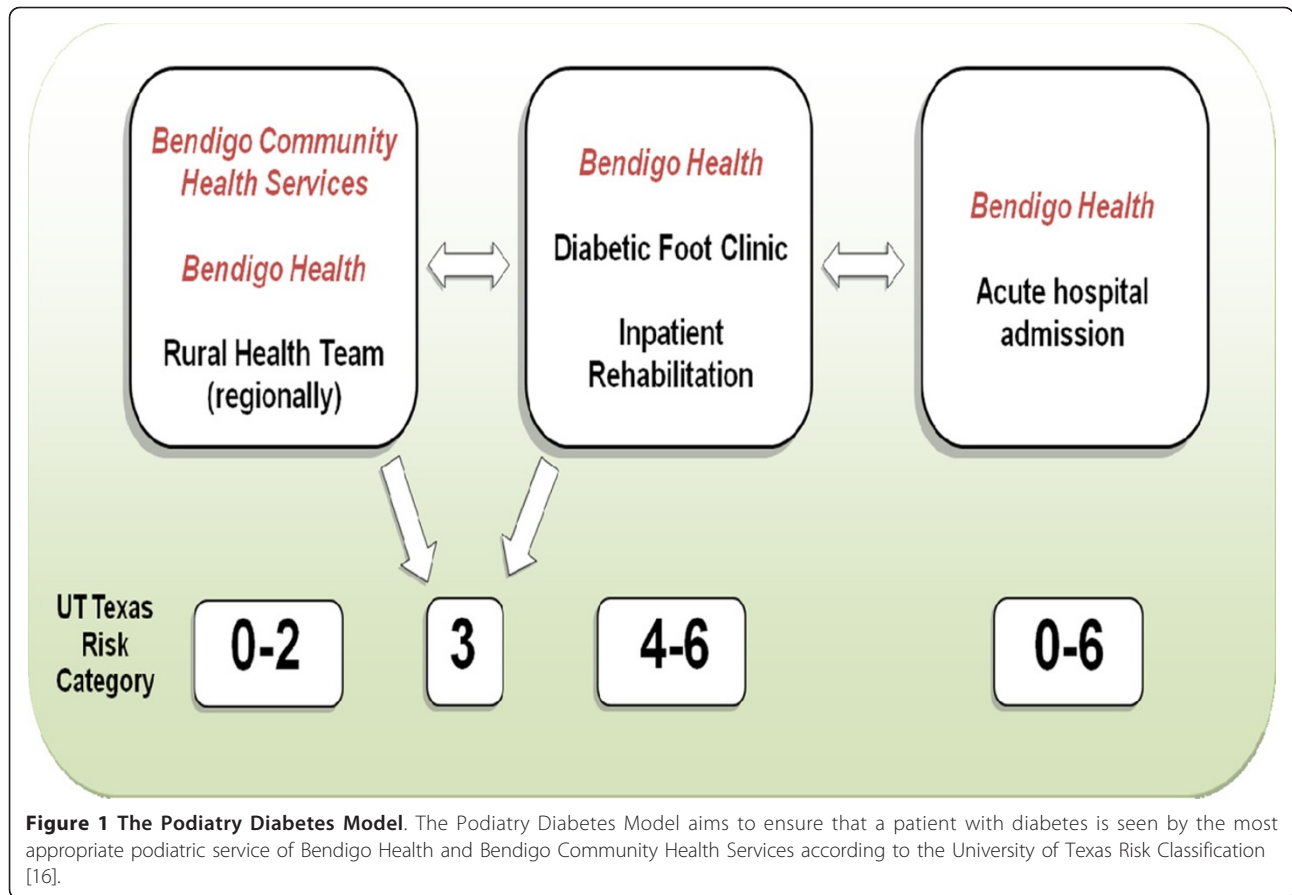 Bendigo Community
Health Services
Bendigo Health
Rural Health Team
(regionally)
Bendigo Health
Diabetic Foot Clinic
Inpatient
Rehabilitation
Bendigo Health
Acute hospital
admission
UT Texas
Risk
Category
0-2
3
4-6
0-6
Figure 1 The Podiatry Diabetes Model. The Podiatry Diabetes Model aims to ensure that a patient with diabetes is seen by the most
appropriate podiatric service of Bendigo Health and Bendigo Community Health Services according to the University of Texas Risk Classification
[16].